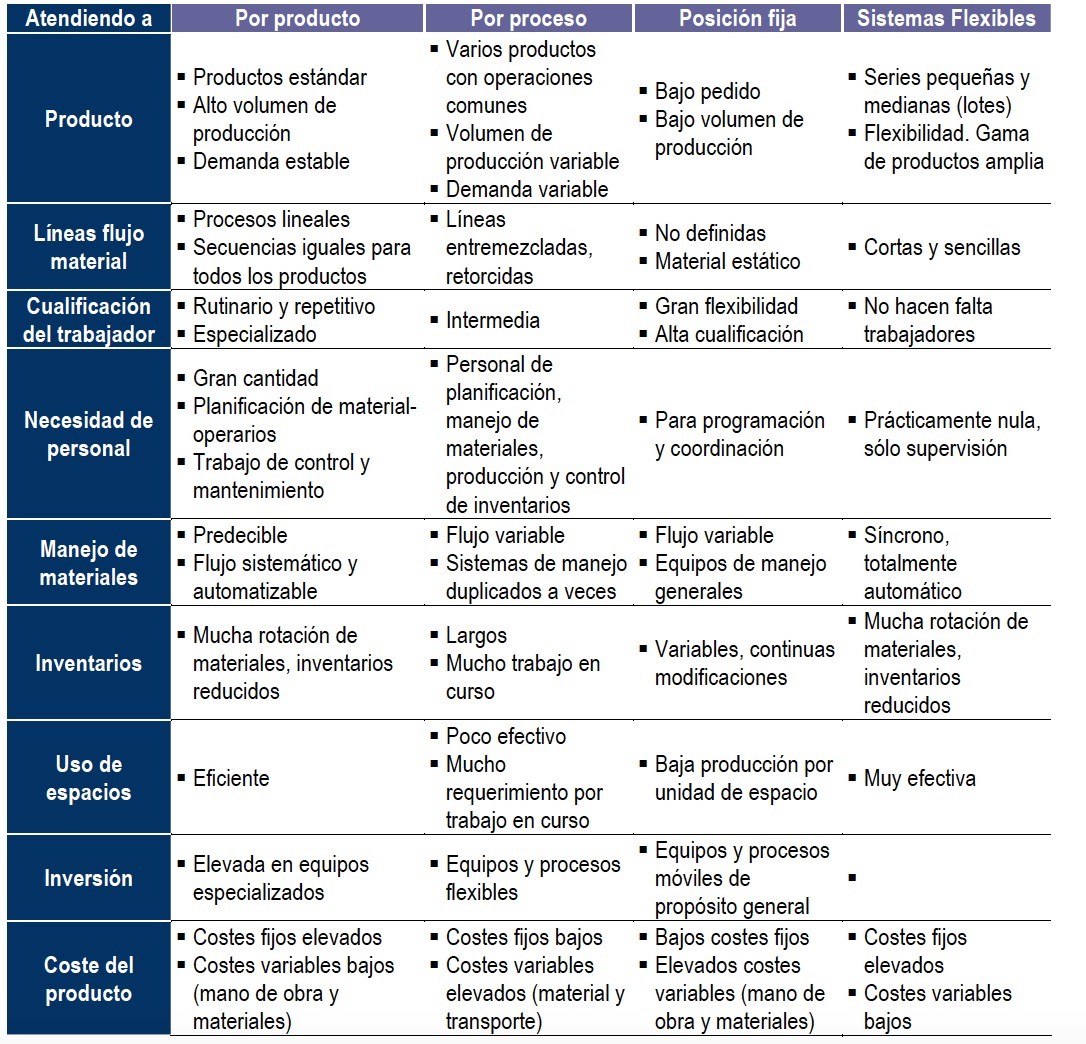 Atendiendo a
Por producto
Por proceso
Posición fija
Sistemas Flexibles
Producto
▪ Productos estándar
▪ Alto volumen de
producción
▪ Demanda estable
▪ Varios productos
con operaciones
comunes
▪ Volumen de
producción variable
▪ Demanda variable
▪ Bajo pedido
▪ Bajo volumen de
producción
▪ Series pequeñas y
medianas (lotes)
▪ Flexibilidad. Gama
de productos amplia
Líneas flujo
material
▪ Procesos lineales
▪ Secuencias iguales para
todos los productos
▪ Líneas
entremezcladas,
retorcidas
▪ No definidas
▪ Material estático
▪ Cortas y sencillas
Cualificación
del trabajador
▪ Rutinario y repetitivo
▪ Especializado
▪ Intermedia
▪ Gran flexibilidad
▪ Alta cualificación
▪ No hacen falta
trabajadores
Necesidad de
personal
▪ Gran cantidad
▪ Planificación de material-
operarios
▪ Trabajo de control y
mantenimiento
▪ Personal de
planificación,
manejo de
materiales,
producción y control
de inventarios
▪ Para programación
y coordinación
▪ Prácticamente nula,
sólo supervisión
Manejo de
materiales
▪ Predecible
▪ Flujo sistemático y
automatizable
▪ Flujo variable
▪ Sistemas de manejo
duplicados a veces
▪ Flujo variable
▪ Equipos de manejo
generales
▪ Síncrono,
totalmente
automático
Inventarios
▪ Mucha rotación de
materiales, inventarios
reducidos
▪ Largos
▪ Mucho trabajo en
curso
▪ Variables, continuas
modificaciones
▪ Mucha rotación de
materiales,
inventarios
reducidos
Uso de
espacios
▪ Eficiente
▪ Poco efectivo
▪ Mucho
requerimiento por
trabajo en curso
▪ Baja producción por
unidad de espacio
▪ Muy efectiva
Inversión
▪ Elevada en equipos
especializados
▪ Equipos y procesos
flexibles
▪ Equipos y procesos
móviles de
propósito general
▪
Coste del
producto
▪ Costes fijos elevados
▪ Costes variables bajos
(mano de obra y
materiales)
▪ Costes fijos bajos
▪ Costes variables
elevados (material y
transporte)
▪ Bajos costes fijos
▪ Elevados costes
variables (mano de
obra y materiales)
▪ Costes fijos
elevados
▪ Costes variables
bajos